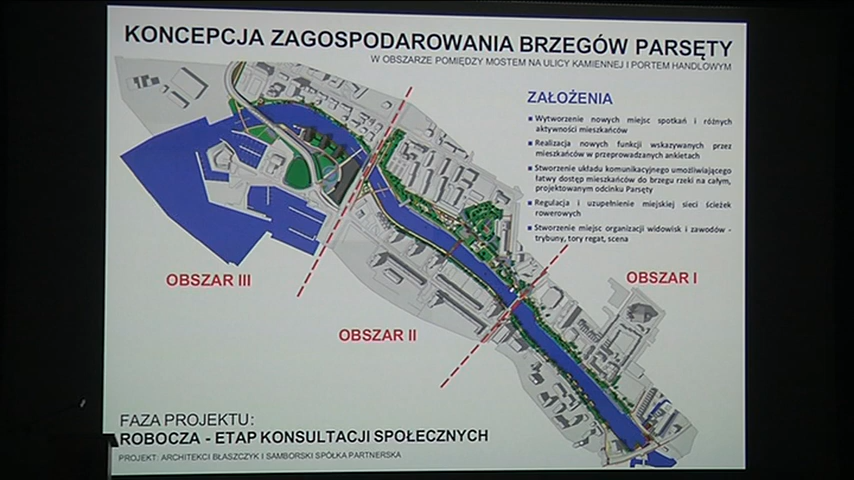 KONCEPCJA ZAGOSPODAROWANIA BRZEGÓW PARSĘTY
W OBSZARZE POMIĘDZY MOSTEM NA ULICY KAMIENNEJ I PORTEM HANDLOWYM
ZAŁOŻENIA
Wytworzenie nowych miejsc spotkań i różnych
aktywności mieszkańców
Realizacja nowych funkcji wskazywanych przez
mieszkańców w przeprowadzanych ankietach
Stworzenie układu komunikacyjnego umożliwiającego
łatwy dostęp mieszkańców do brzegu rzeki na całym,
projektowanym odcinku Parsęty
Regulacja i uzupełnienie miejskiej sieci ścieżek
rowerowych
Stworzenie miejsc organizacji widowisk i zawodów -
trybuny, tory regat, scena
OBSZAR III
OBSZAR I
OBSZAR II
FAZA PROJEKTU:
ROBOCZA - ETAP KONSULTACJI SPOŁECZNYCH
PROJEKT: ARCHITEKCI BŁASZCZYK I SAMBORSKI SPÓŁKA PARTNERSKA